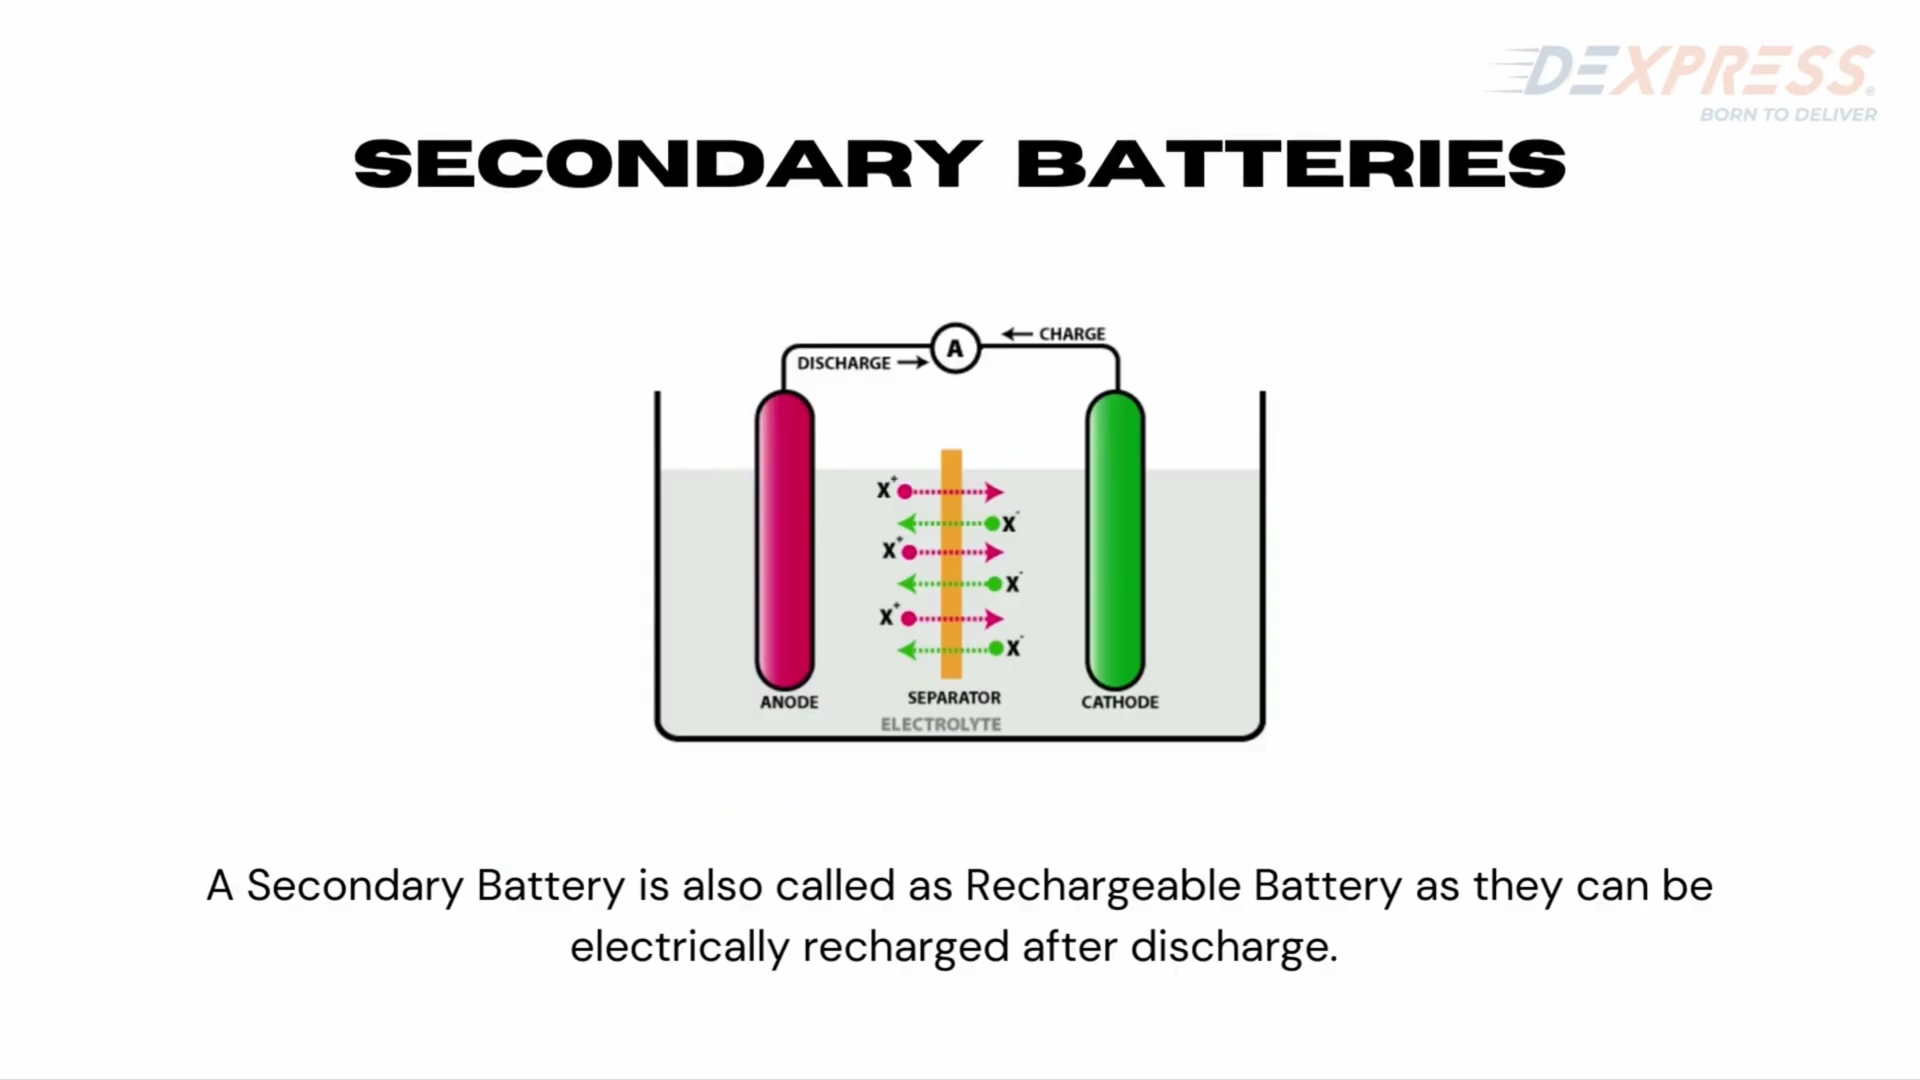 DEXPRESS®
BORN TO DELIVER
SECONDARY BATTERIES
← CHARGE
A
DISCHARGE →
X+
X-
X+
X-
X+
X-
ANODE
SEPARATOR
CATHODE
ELECTROLYTE
A Secondary Battery is also called as Rechargeable Battery as they can be
electrically recharged after discharge.